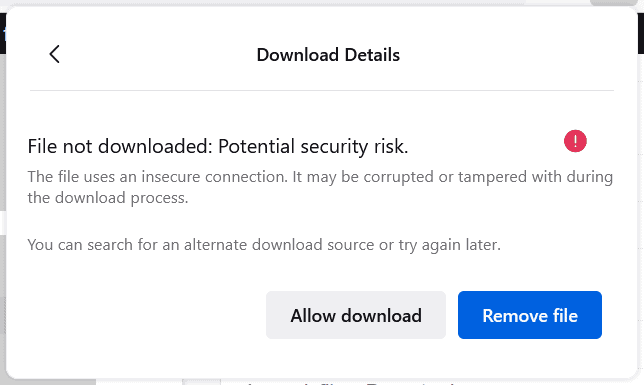 Download Details
File not downloaded: Potential security risk.
The file uses an insecure connection. It may be corrupted or tampered with during
the download process.
You can search for an alternate download source or try again later.
Allow download
Remove file